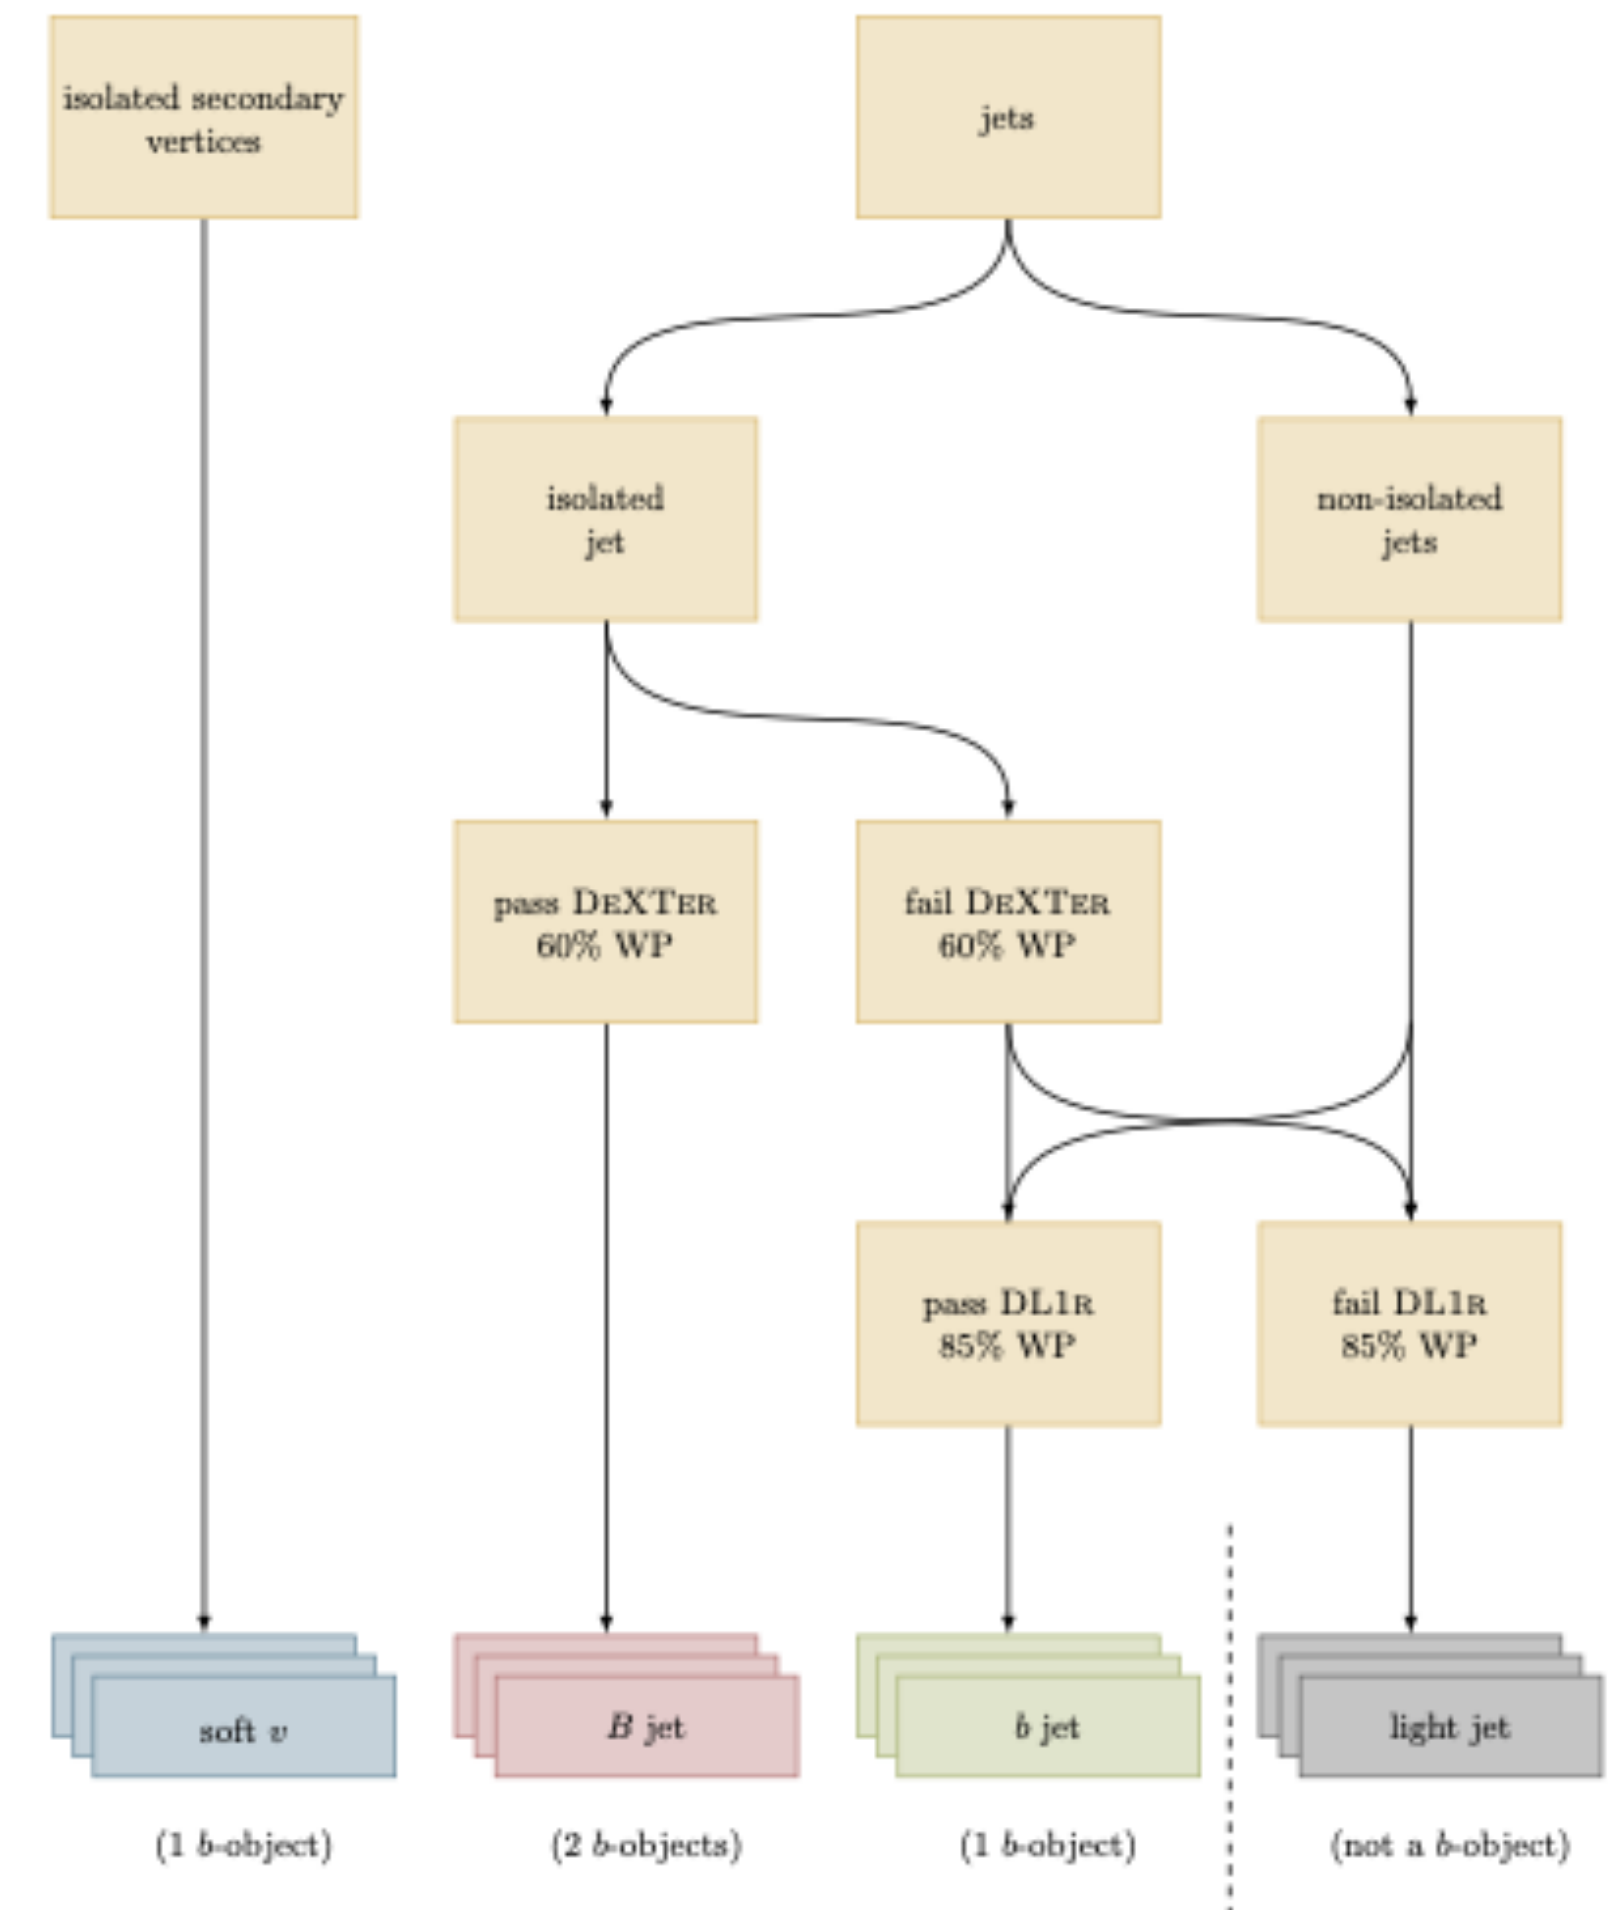 isolated secondary
vertices
jets
isolated
jet
non-isolated
jets
pass DEXTER
60% WP
fail DEXTER
60% WP
pass DL1R
85% WP
fail DL1R
85% WP
soft v
B jet
b jet
light jet
(1 b-object)
(2 b-objects)
(1 b-object)
(not a b-object)